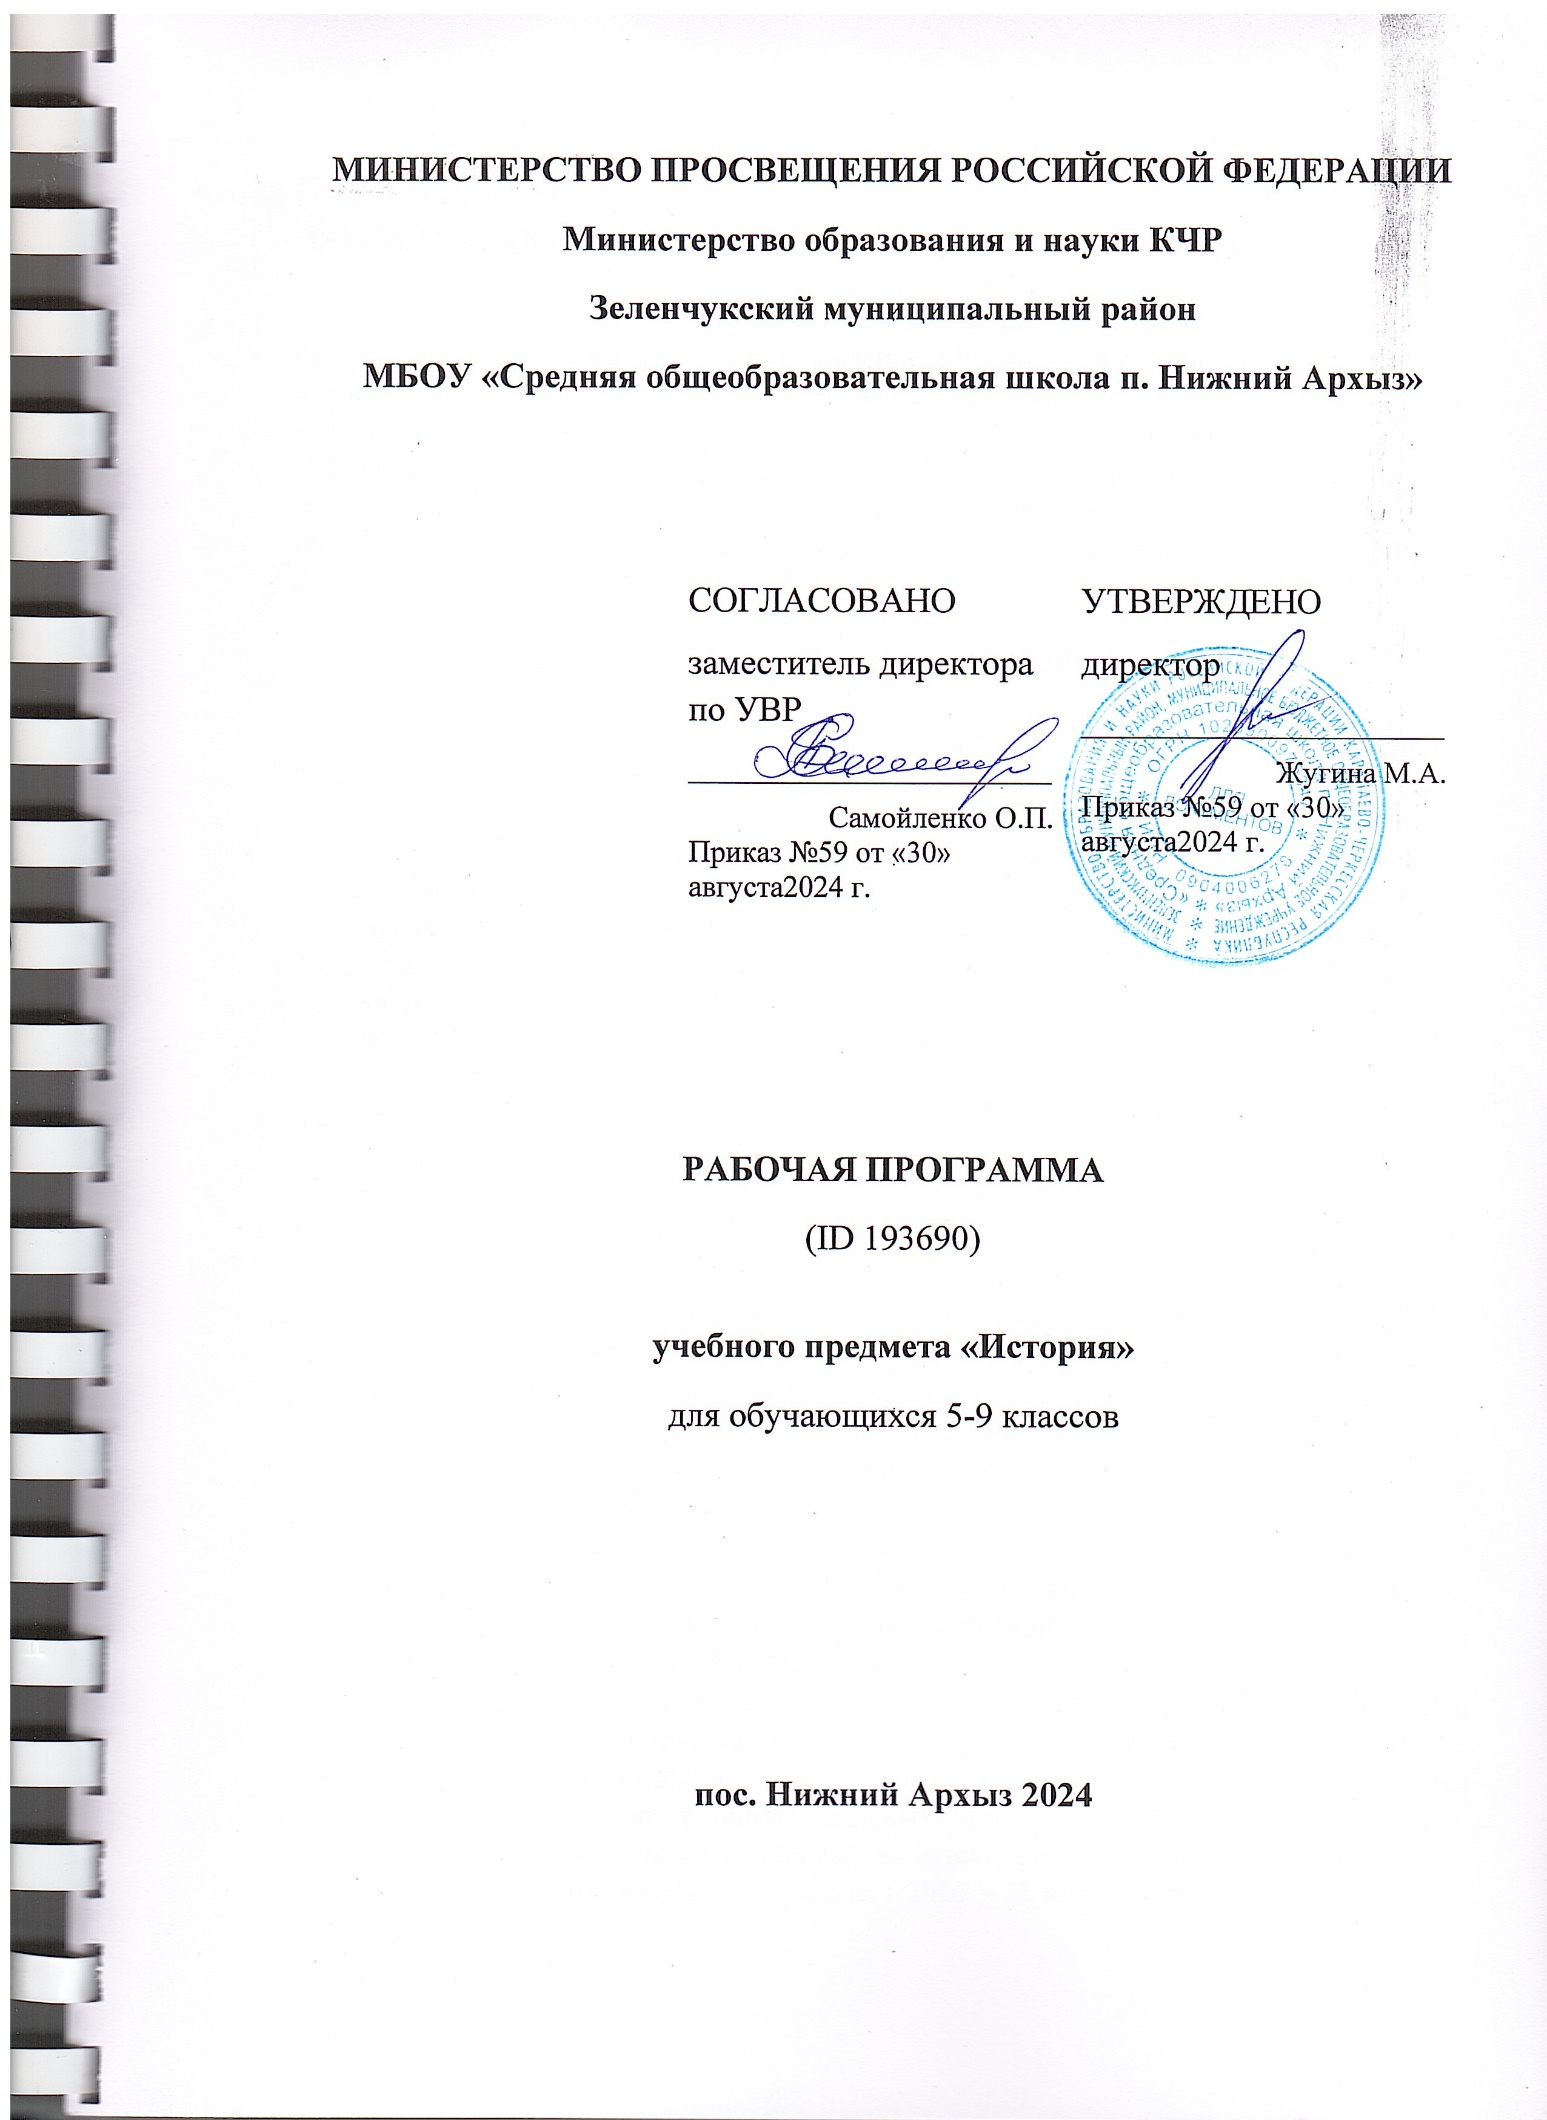 МИНИСТЕРСТВО ПРОСВЕЩЕНИЯ РОССИЙСКОЙ ФЕДЕРАЦИИ
Министерство образования и науки КЧР
Зеленчукский муниципальный район
МБОУ «Средняя общеобразовательная школа п. Нижний Архыз»
СОГЛАСОВАНО
заместитель директора
по УВР
Самойленко О.П.
Приказ №59 от «30»
августа2024 г.
УТВЕРЖДЕНО
директор
Жугина М.А.
Приказ №59 от «30»
августа2024 г.
РАБОЧАЯ ПРОГРАММА
(ID 193690)
учебного предмета «История»
для обучающихся 5-9 классов
пос. Нижний Архыз 2024